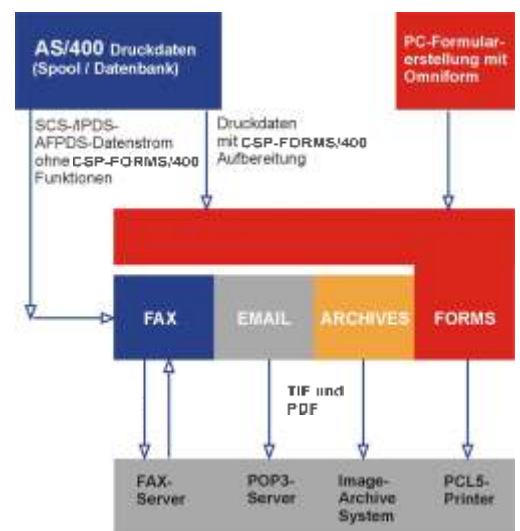 AS/400 Druckdaten
(Spool / Datenbank)
PC-Formular-
erstellung mit
Omniform
SCS-/IPDS-
AFPDS-Datenstrom
ohne CSP-FORMS/400
Funktionen
Druckdaten
mit CSP-FORMS/400
Aufbereitung
FAX
EMAIL
ARCHIVES
FORMS
TIF und
PDF
FAX-
Server
POP3-
Server
Image-
Archive
System
PCL5-
Printer